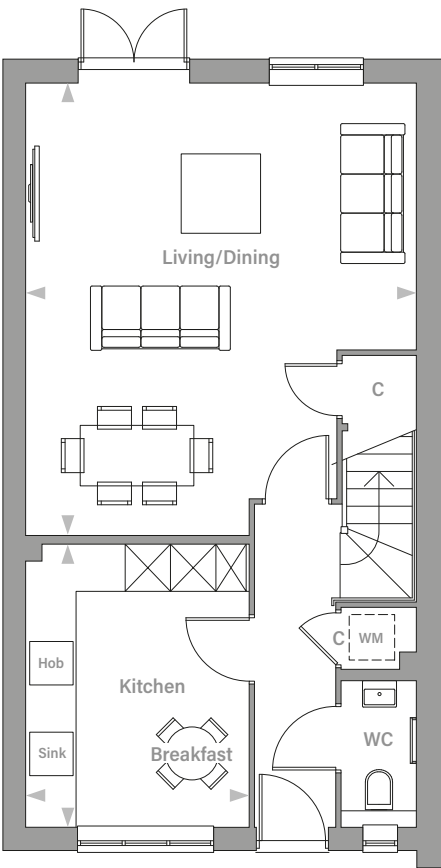 Living/Dining
C
C
WM
Hob
Kitchen
Sink
Breakfast
WC